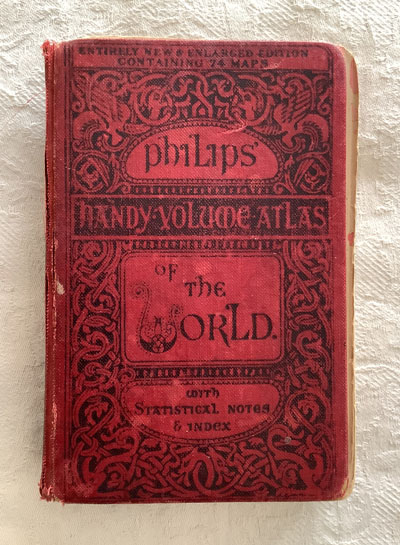 ENTIRELY NEW & ENLARGED EDITION
CONTAINING 74 MAPS
PHILIPS'
HANDY-VOLUME-ATLAS
OF
THE
WORLD.
WITH
STATISTICAL NOTES
& INDEX